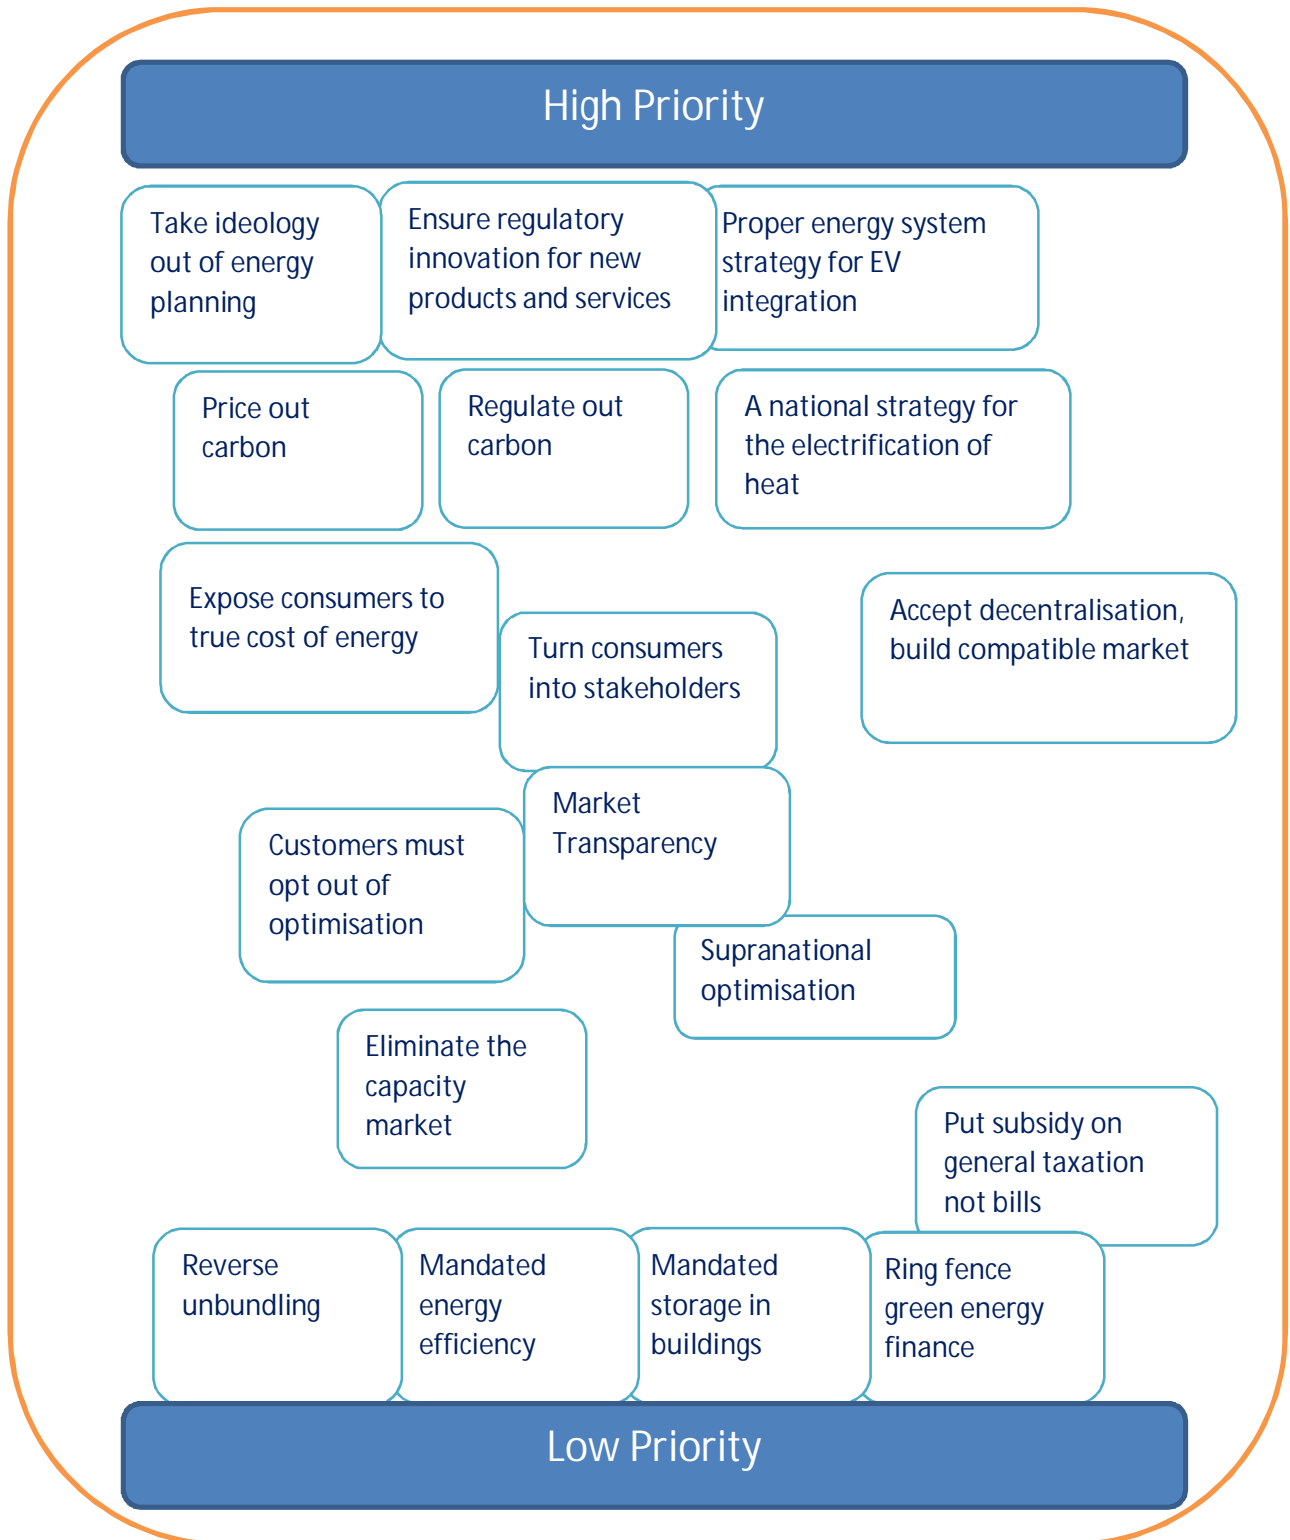 High Priority
Take ideology
out of energy
planning
Ensure regulatory
innovation for new
products and services
Proper energy system
strategy for EV
integration
Price out
carbon
Regulate out
carbon
A national strategy for
the electrification of
heat
Expose consumers to
true cost of energy
Turn consumers
into stakeholders
Accept decentralisation,
build compatible market
Market
Transparency
Customers must
opt out of
optimisation
Supranational
optimisation
Eliminate the
capacity
market
Put subsidy on
general taxation
not bills
Reverse
unbundling
Mandated
energy
efficiency
Mandated
storage in
buildings
Ring fence
green energy
finance
Low Priority